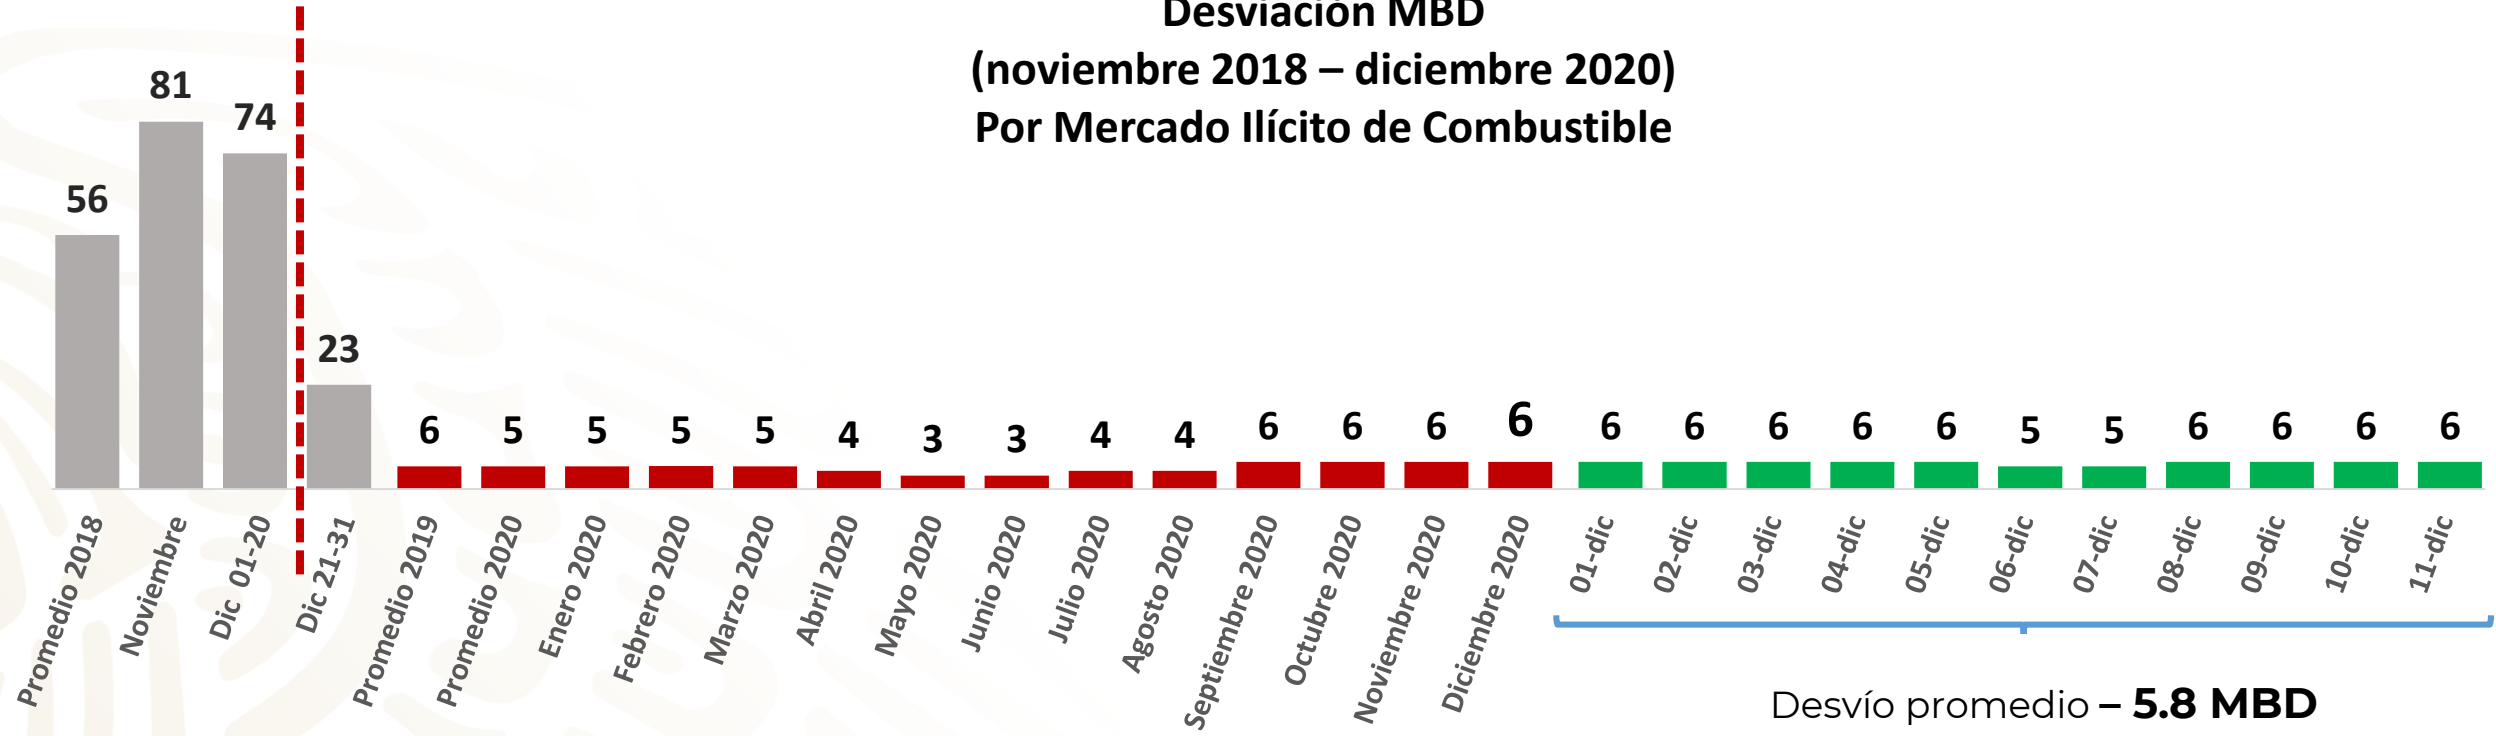 Desviación MBD
(noviembre 2018 – diciembre 2020)
Por Mercado Ilícito de Combustible
56
81
74
23
6
5
5
5
5
4
3
3
4
4
6
6
6
6
6
6
6
6
6
5
5
6
6
6
6
Promedio 2018
Noviembre
Dic 01-20
Dic 21-31
Promedio 2019
Promedio 2020
Enero 2020
Febrero 2020
Marzo 2020
Abril 2020
Mayo 2020
Junio 2020
Julio 2020
Agosto 2020
Septiembre 2020
Octubre 2020
Noviembre 2020
Diciembre 2020
01-dic
02-dic
03-dic
04-dic
05-dic
06-dic
07-dic
08-dic
09-dic
10-dic
11-dic
Desvío promedio – 5.8 MBD